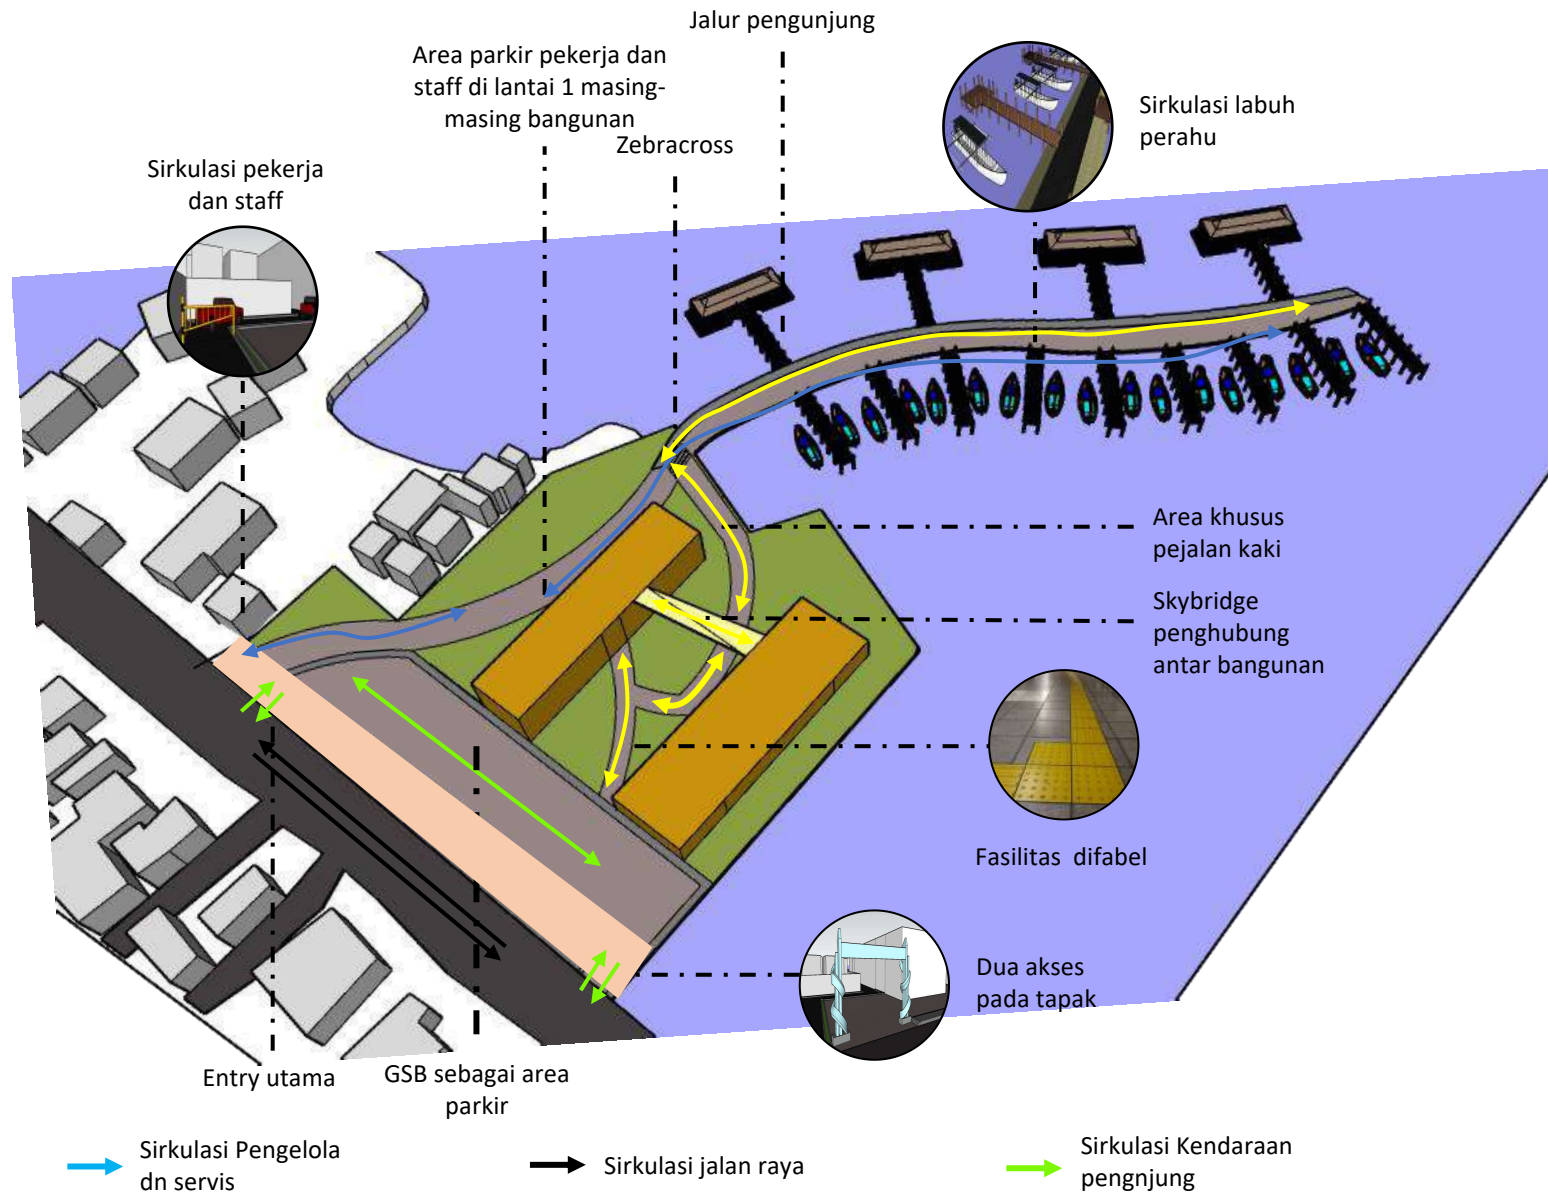 Jalur pengunjung
Area parkir pekerja dan
staff di lantai 1 masing-
masing bangunan
Zebracross
Sirkulasi labuh
perahu
Sirkulasi pekerja
dan staff
Area khusus
pejalan kaki
Skybridge
penghubung
antar bangunan
Fasilitas difabel
Dua akses
pada tapak
Entry utama
GSB sebagai area
parkir
Sirkulasi Pengelola
dn servis
Sirkulasi jalan raya
Sirkulasi Kendaraan
pengnjung